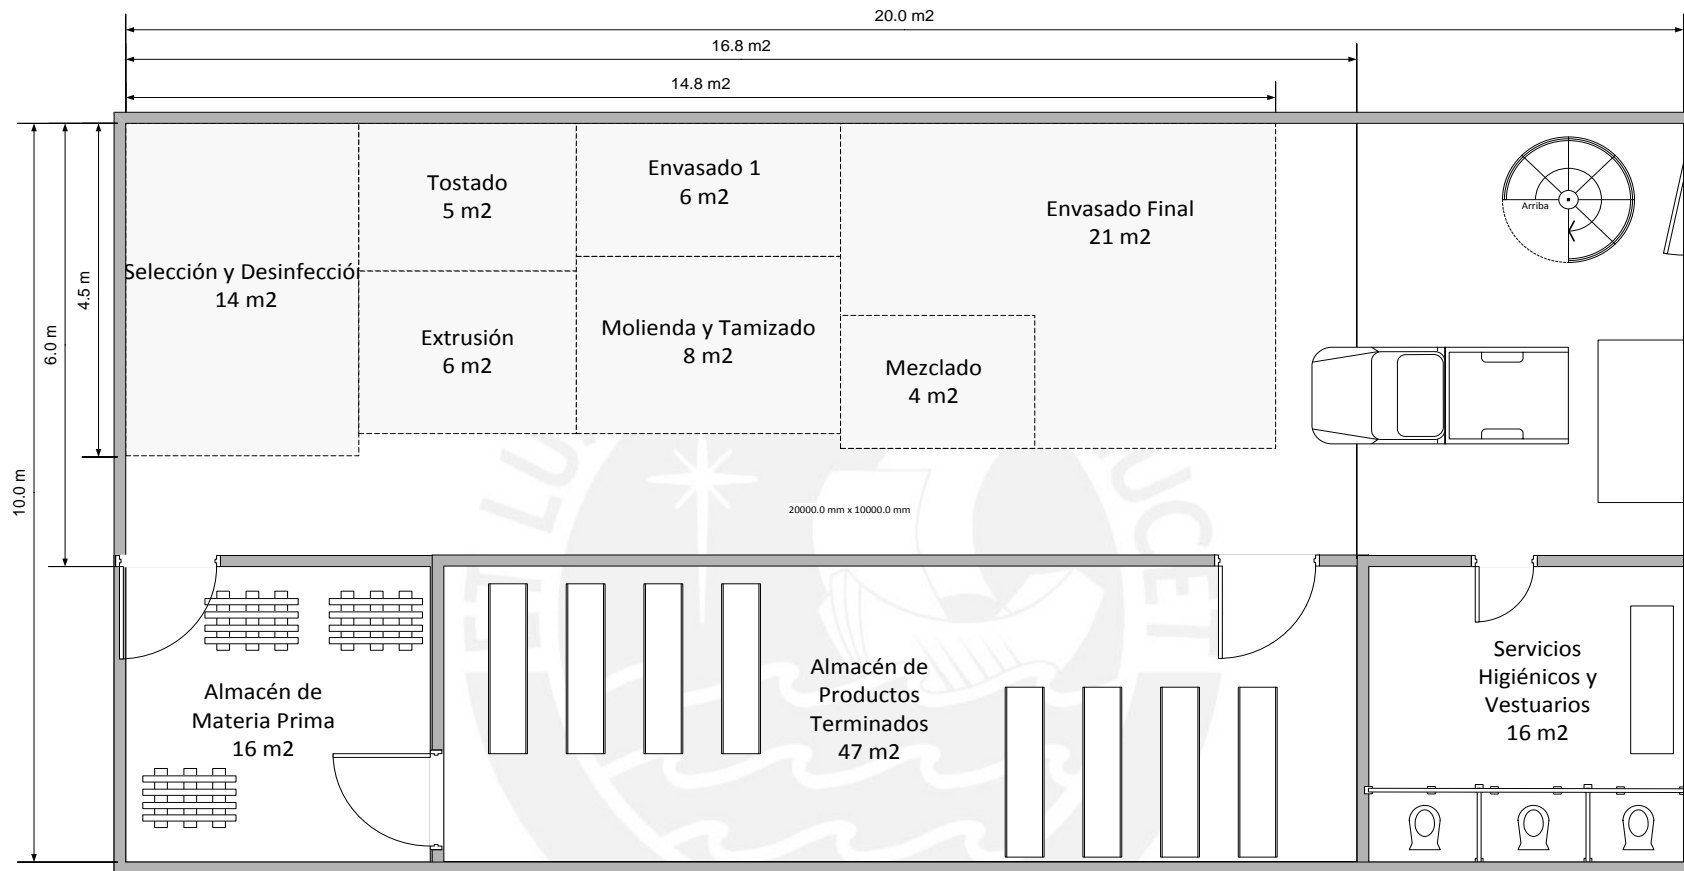 20.0 m2
16.8 m2
14.8 m2
10.0 m
6.0 m
4.5 m
Selección y Desinfecció
14 m2
Tostado
5 m2
Extrusión
6 m2
Envasado 1
6 m2
Molienda y Tamizado
8 m2
Envasado Final
21 m2
Mezclado
4 m2
Arriba
20000.0 mm x 10000.0 mm
Almacén de
Materia Prima
16 m2
Almacén de
Productos
Terminados
47 m2
Servicios
Higiénicos y
Vestuarios
16 m2
ET LU
UCET